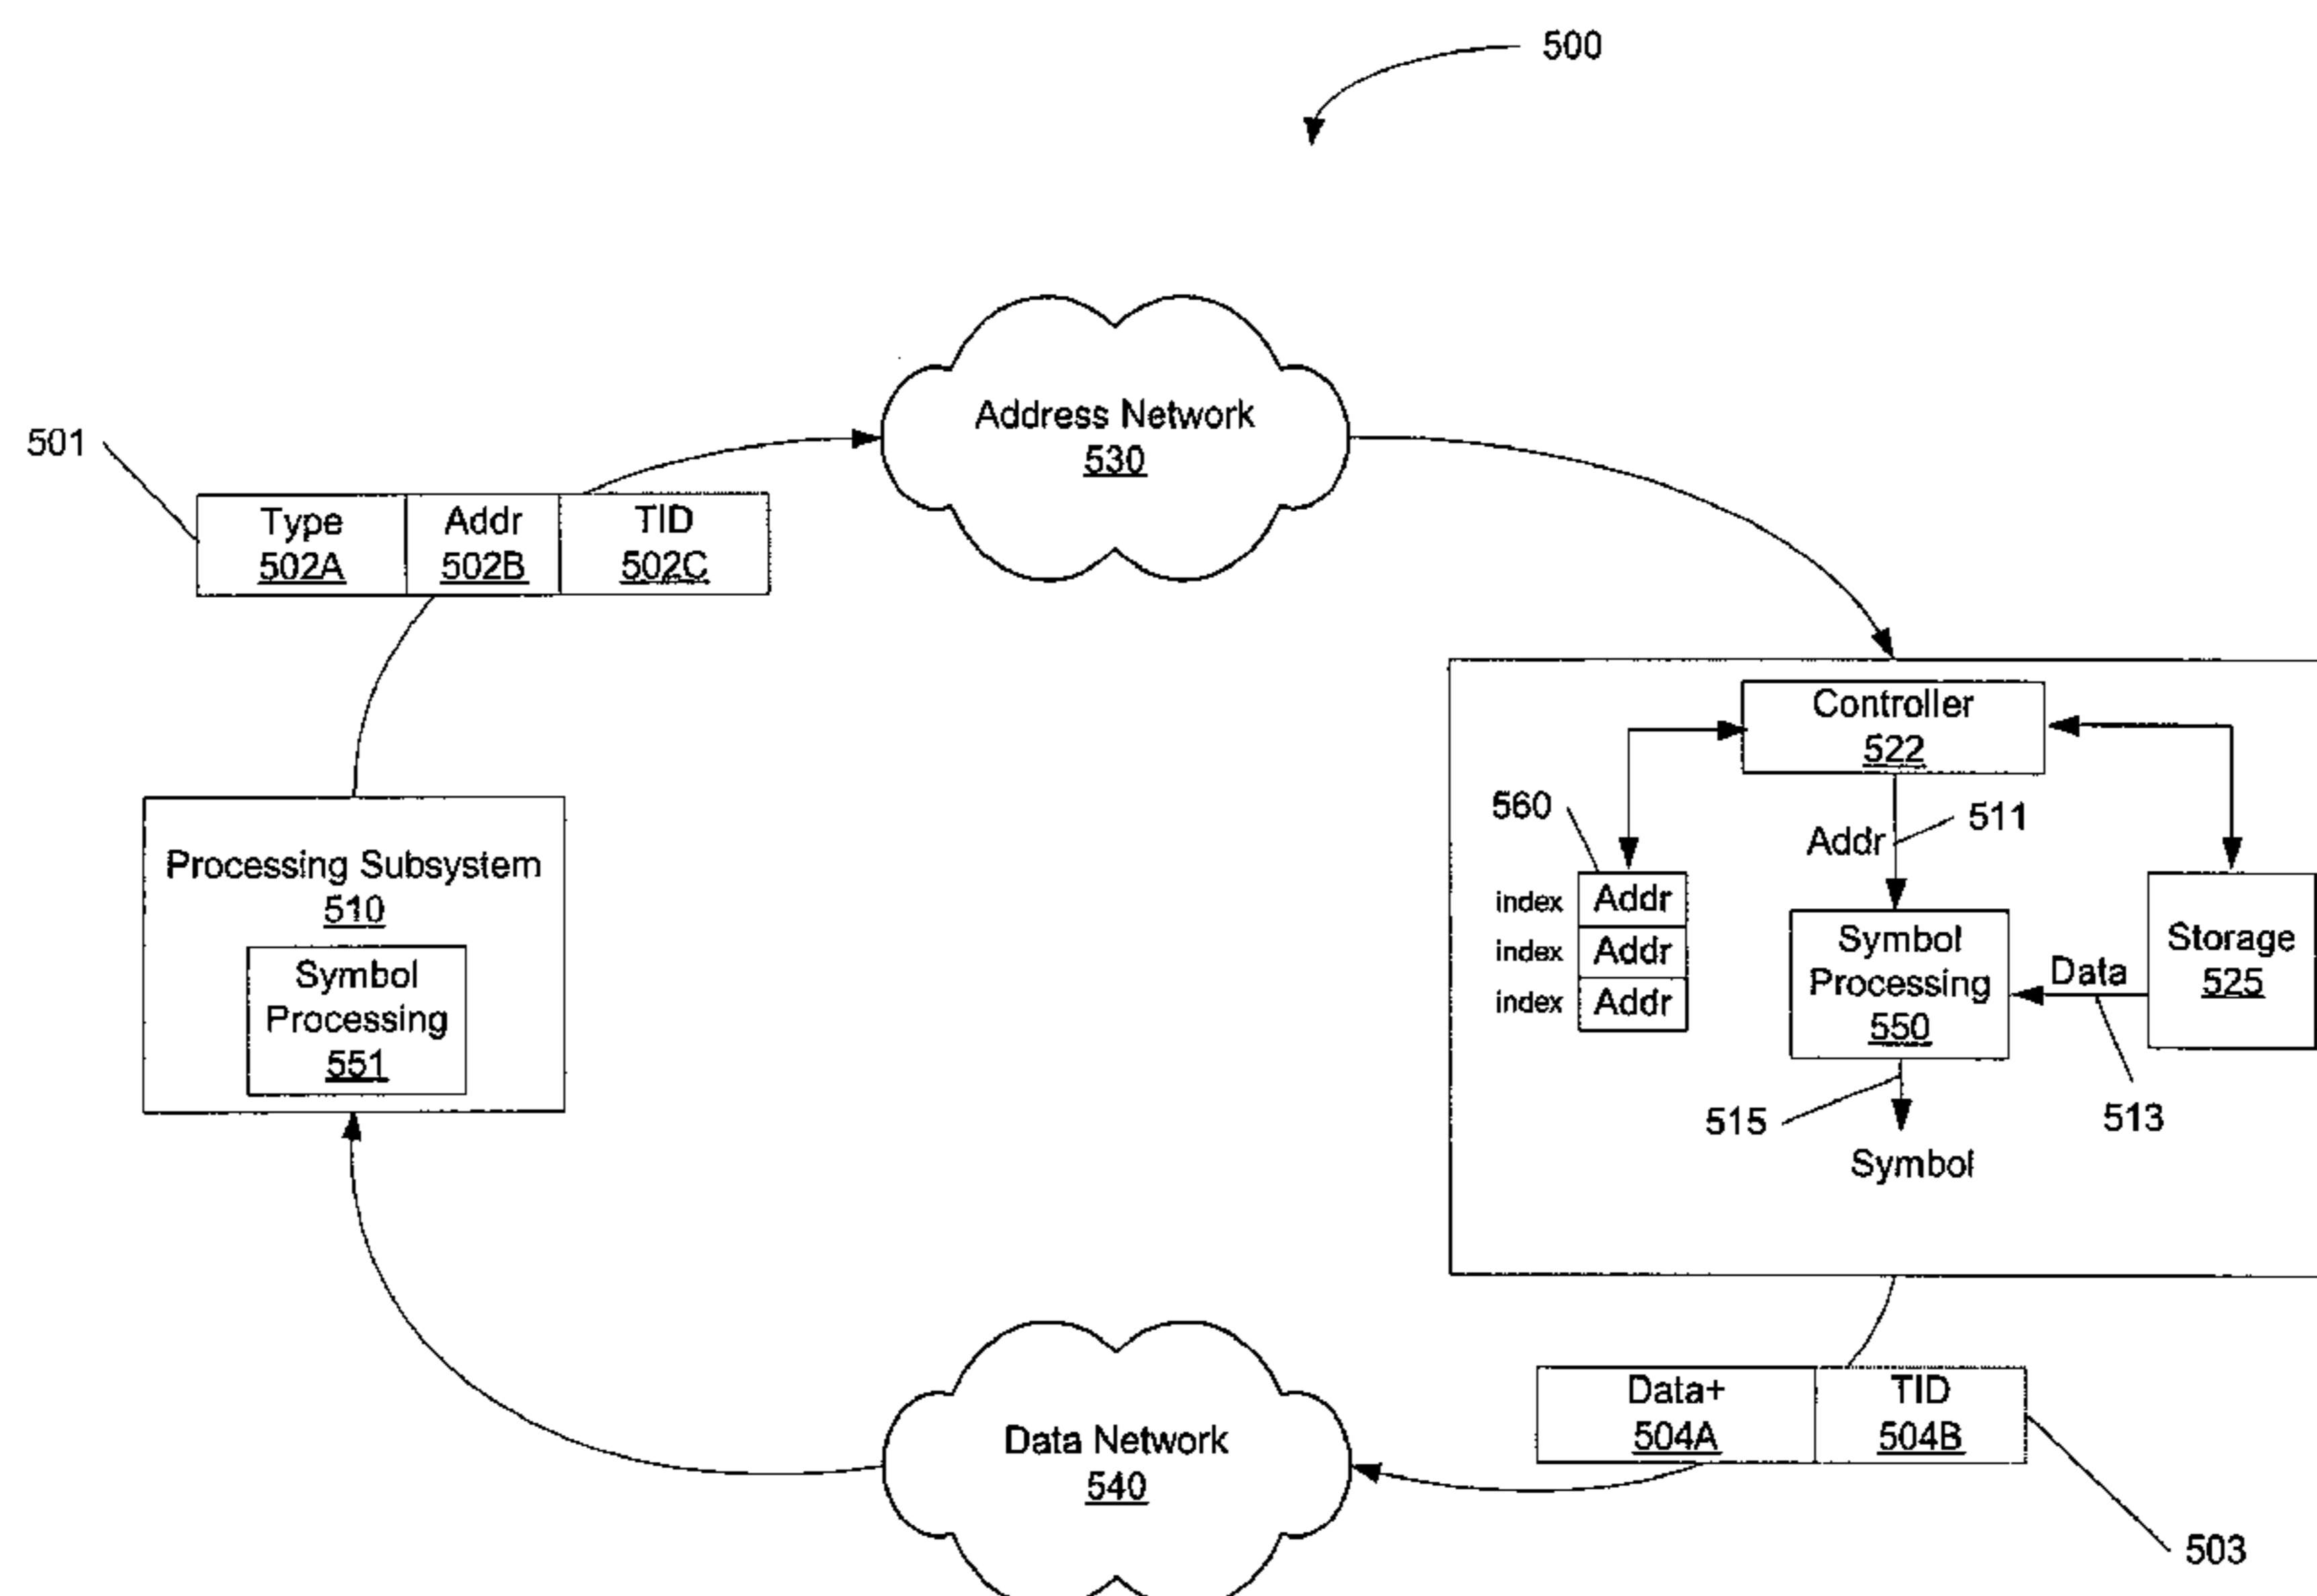 500
Address Network
530
501
Type
502A
Addr
502B
TID
502C
Controller
522
560
Addr
511
index
Addr
index
Addr
index
Addr
Symbol
Processing
550
Data
Storage
525
513
515
Symbol
Processing Subsystem
510
Symbol
Processing
551
Data+
504A
TID
504B
Data Network
540
503